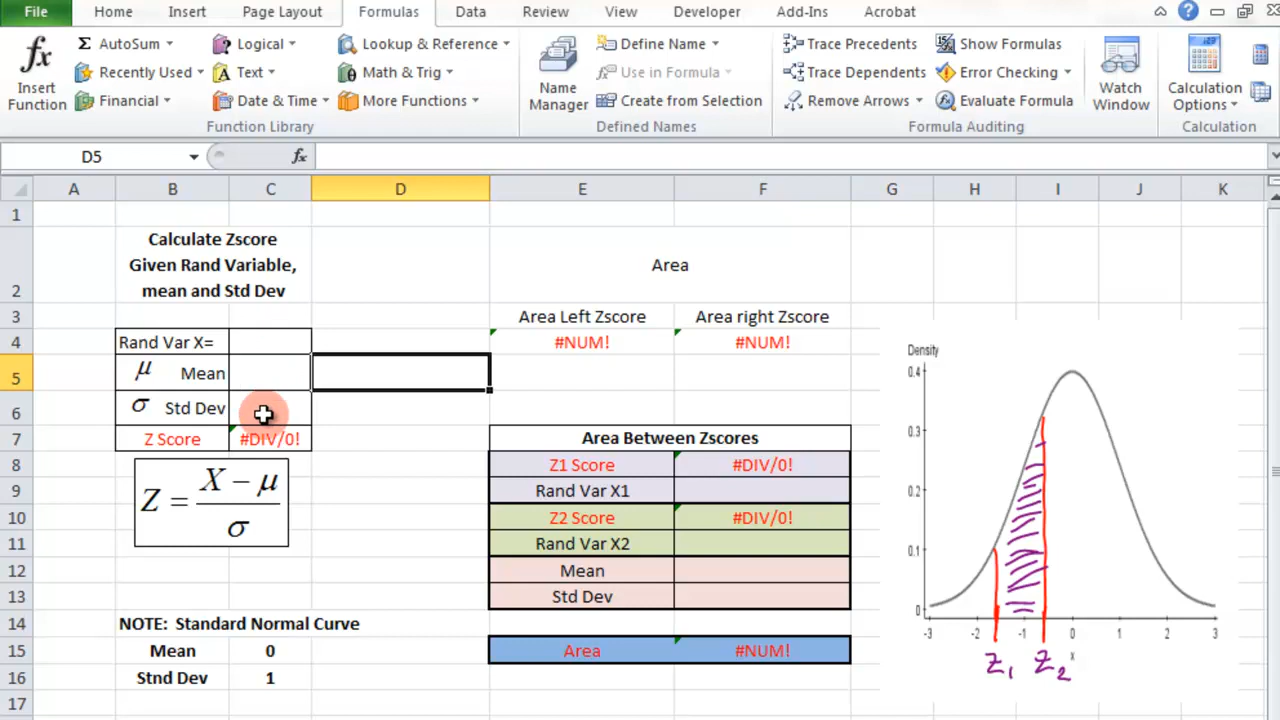 File Home Insert Page Layout Formulas Data Review View Developer Add-Ins Acrobat
fx Insert Function
Σ AutoSum
Recently Used
Financial
Logical
Text
Date & Time
Lookup & Reference
Math & Trig
More Functions
Function Library
Name Manager
Define Name
Use in Formula
Create from Selection
Defined Names
Trace Precedents
Trace Dependents
Remove Arrows
Show Formulas
Error Checking
Evaluate Formula
Formula Auditing
Watch Window
Calculation Options
Calculation
D5 fx
A B C D E F G H I J K
1
2
3
4
5
6
7
8
9
10
11
12
13
14
15
16
17
Calculate Zscore
Given Rand Variable,
mean and Std Dev
Rand Var X=
μ Mean
σ Std Dev
Z Score #DIV/0!
Z = X − μ / σ
NOTE: Standard Normal Curve
Mean 0
Stnd Dev 1
Area
Area Left Zscore Area right Zscore
#NUM! #NUM!
Area Between Zscores
Z1 Score #DIV/0!
Rand Var X1
Z2 Score #DIV/0!
Rand Var X2
Mean
Std Dev
Area #NUM!
Density
0.4
0.3
0.2
0.1
0
-3 -2 -1 0 1 2 3
x
Z1 Z2